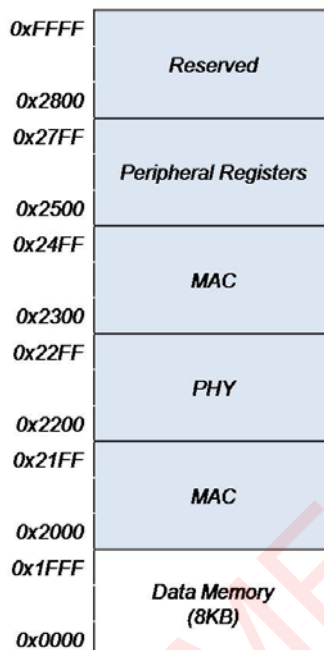 0xFFFF
Reserved
0x2800
0x27FF
Peripheral Registers
0x2500
0x24FF
MAC
0x2300
0x22FF
PHY
0x2200
0x21FF
MAC
0x2000
0x1FFF
Data Memory
(8KB)
0x0000